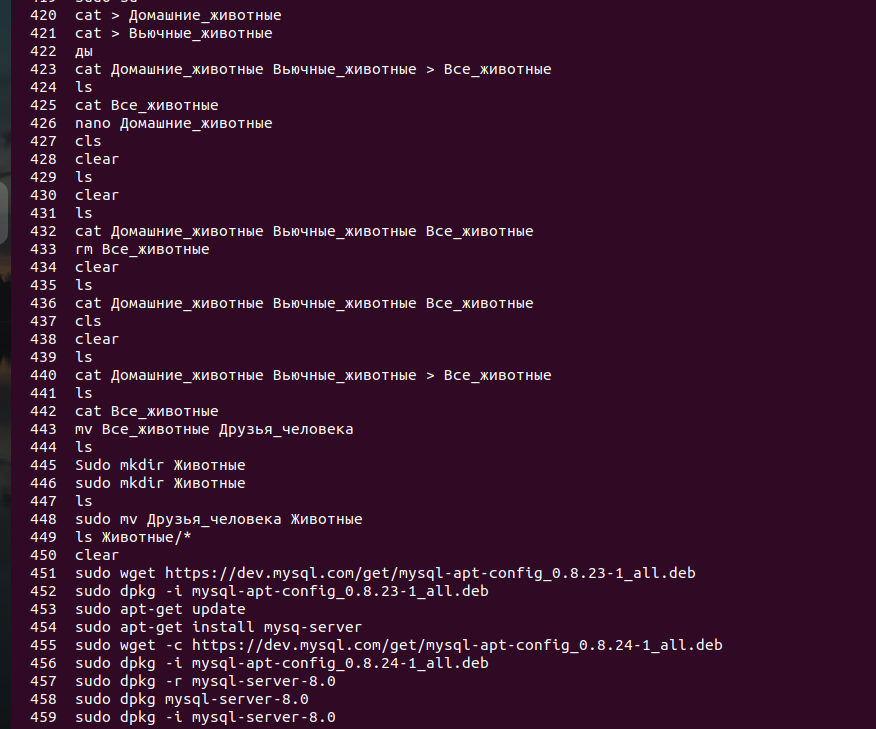 419 sudo su
420 cat > Домашние_животные
421 cat > Вьючные_животные
422 ды
423 cat Домашние_животные Вьючные_животные > Все_животные
424 ls
425 cat Все_животные
426 nano Домашние_животные
427 cls
428 clear
429 ls
430 clear
431 ls
432 cat Домашние_животные Вьючные_животные Все_животные
433 rm Все_животные
434 clear
435 ls
436 cat Домашние_животные Вьючные_животные Все_животные
437 cls
438 clear
439 ls
440 cat Домашние_животные Вьючные_животные > Все_животные
441 ls
442 cat Все_животные
443 mv Все_животные Друзья_человека
444 ls
445 Sudo mkdir Животные
446 sudo mkdir Животные
447 ls
448 sudo mv Друзья_человека Животные
449 ls Животные/*
450 clear
451 sudo wget https://dev.mysql.com/get/mysql-apt-config_0.8.23-1_all.deb
452 sudo dpkg -i mysql-apt-config_0.8.23-1_all.deb
453 sudo apt-get update
454 sudo apt-get install mysq-server
455 sudo wget -c https://dev.mysql.com/get/mysql-apt-config_0.8.24-1_all.deb
456 sudo dpkg -i mysql-apt-config_0.8.24-1_all.deb
457 sudo dpkg -r mysql-server-8.0
458 sudo dpkg mysql-server-8.0
459 sudo dpkg -i mysql-server-8.0